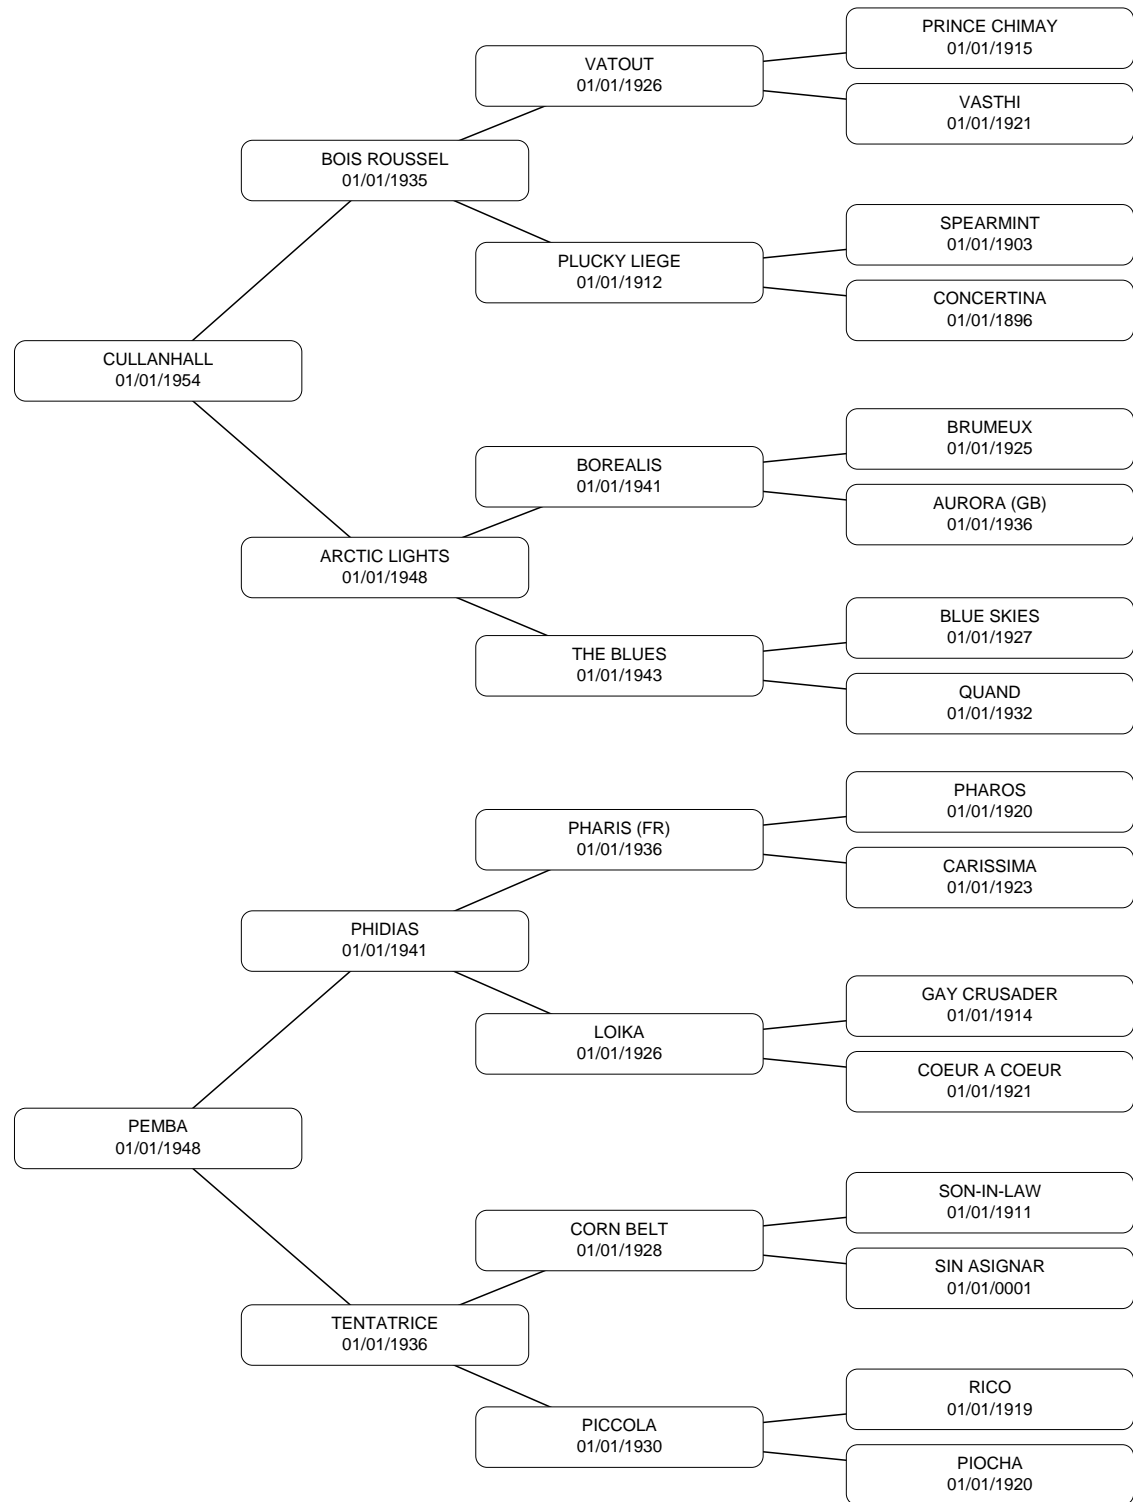 PRINCE CHIMAY
01/01/1915
VATOUT
01/01/1926
VASTHI
01/01/1921
BOIS ROUSSEL
01/01/1935
SPEARMINT
01/01/1903
PLUCKY LIEGE
01/01/1912
CONCERTINA
01/01/1896
CULLANHALL
01/01/1954
BRUMEUX
01/01/1925
BOREALIS
01/01/1941
AURORA (GB)
01/01/1936
ARCTIC LIGHTS
01/01/1948
BLUE SKIES
01/01/1927
THE BLUES
01/01/1943
QUAND
01/01/1932
PHAROS
01/01/1920
PHARIS (FR)
01/01/1936
CARISSIMA
01/01/1923
PHIDIAS
01/01/1941
GAY CRUSADER
01/01/1914
LOIKA
01/01/1926
COEUR A COEUR
01/01/1921
PEMBA
01/01/1948
SON-IN-LAW
01/01/1911
CORN BELT
01/01/1928
SIN ASIGNAR
01/01/0001
TENTATRICE
01/01/1936
RICO
01/01/1919
PICCOLA
01/01/1930
PIOCHA
01/01/1920